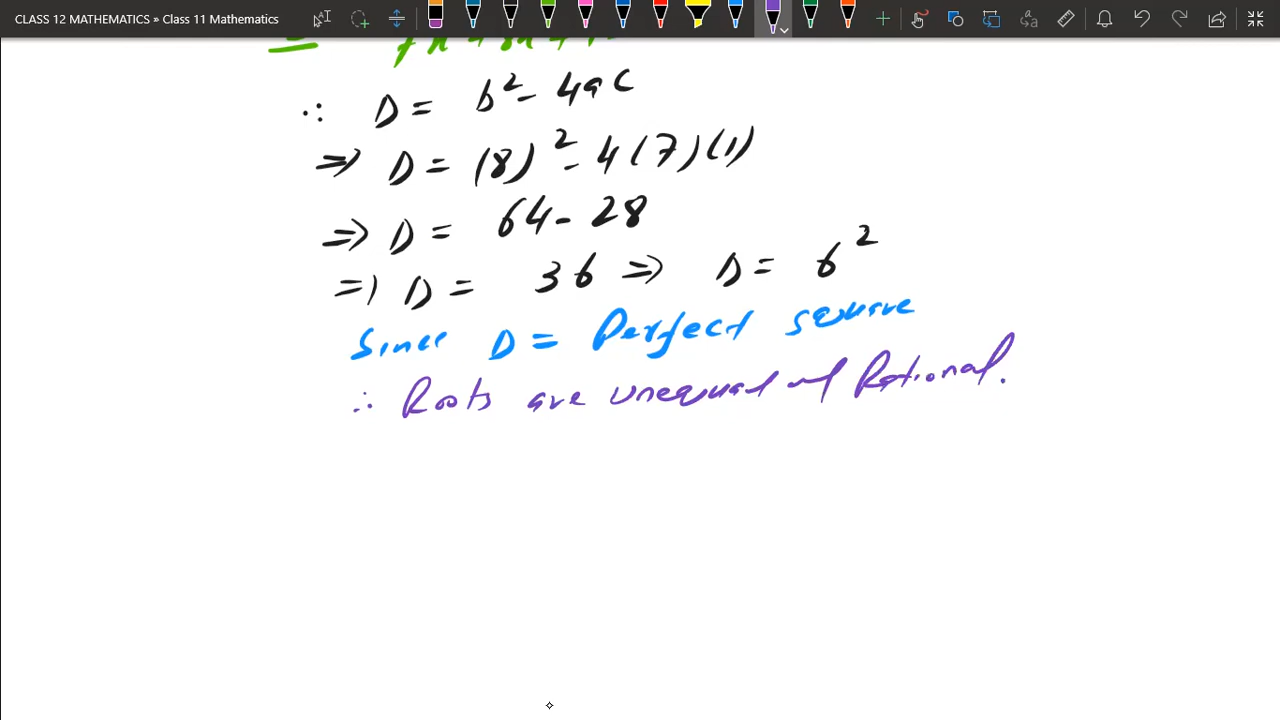 CLASS 12 MATHEMATICS » Class 11 Mathematics
∴ D = b² - 4ac
⇒ D = (8)² - 4(7)(1)
⇒ D = 64 - 28
⇒ D = 36 ⇒ D = 6²
Since D = Perfect square
∴ Roots are unequal and Rational.